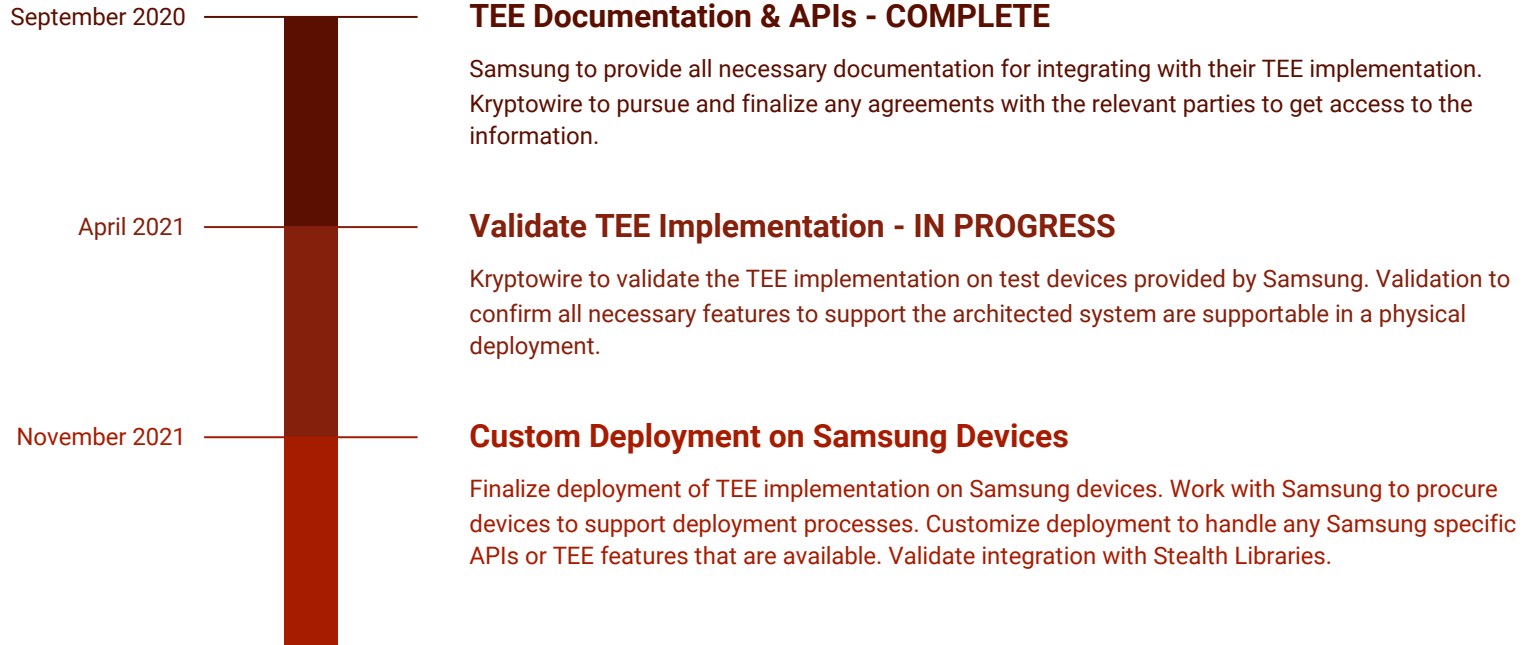 September 2020
TEE Documentation & APIs - COMPLETE
Samsung to provide all necessary documentation for integrating with their TEE implementation.
Kryptowire to pursue and finalize any agreements with the relevant parties to get access to the
information.
April 2021
Validate TEE Implementation - IN PROGRESS
Kryptowire to validate the TEE implementation on test devices provided by Samsung. Validation to
confirm all necessary features to support the architected system are supportable in a physical
deployment.
November 2021
Custom Deployment on Samsung Devices
Finalize deployment of TEE implementation on Samsung devices. Work with Samsung to procure
devices to support deployment processes. Customize deployment to handle any Samsung specific
APIs or TEE features that are available. Validate integration with Stealth Libraries.